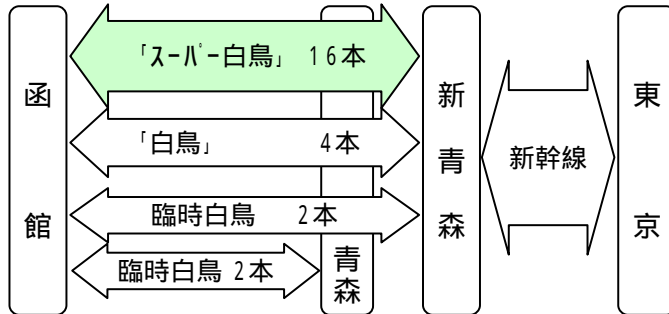 函館
「スーパー白鳥」 16本
「白鳥」 4本
臨時白鳥 2本
臨時白鳥 2本
青森
新青森
新幹線
東京